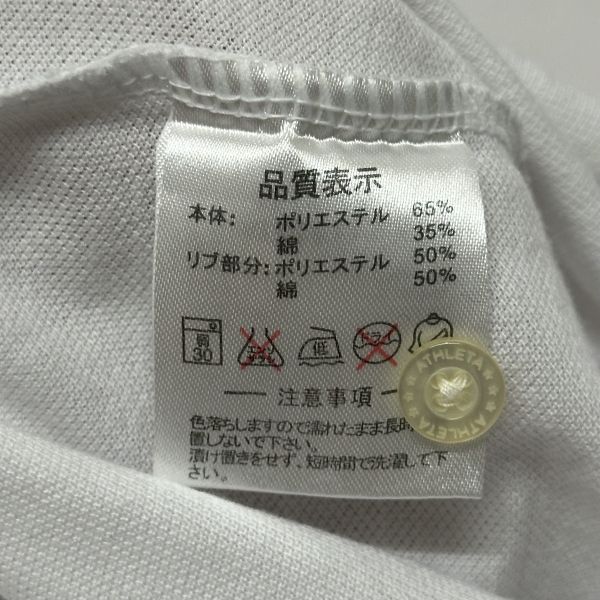 品質表示
本体: ポリエステル 65%
綿 35%
リブ部分:ポリエステル 50%
綿 50%
弱 30
低
ドライ
注意事項
色落ちしますので濡れたまま長時
置しないで下さい。
漬け置きをせず、短時間で洗濯して下
さい。
ATHLETA
ATHLETA